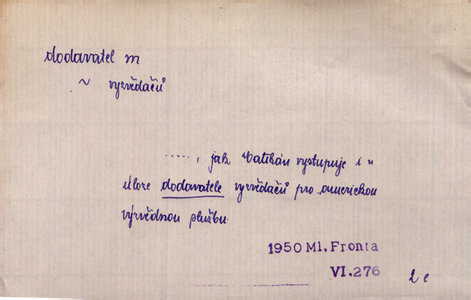 dodavatel m
~ vyzvědačů
....., jak Vatikán vystupuje i v
úloze dodavatele vyzvědačů pro americkou
výzvědnou službu
1950 Ml. Fronta
VI.276